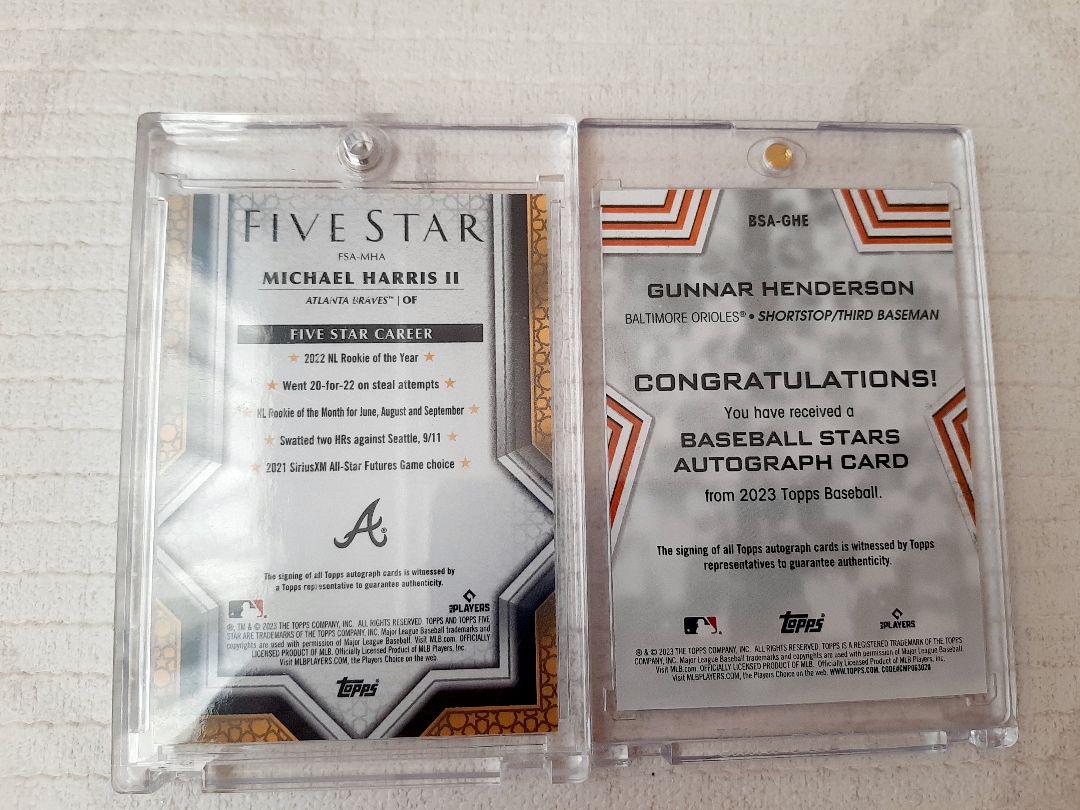 FIVE STAR
FSA-MHA
MICHAEL HARRIS II
ATLANTA BRAVES™ | OF
FIVE STAR CAREER
★ 2022 NL Rookie of the Year ★
★ Went 20-for-22 on steal attempts ★
★ NL Rookie of the Month for June, August and September ★
★ Swatted two HRs against Seattle, 9/11 ★
★ 2021 SiriusXM All-Star Futures Game choice ★
A®
The signing of all Topps autograph cards is witnessed by
a Topps representative to guarantee authenticity.
PLAYERS
®, TM & © 2023 THE TOPPS COMPANY, INC. ALL RIGHTS RESERVED. TOPPS AND TOPPS FIVE
STAR ARE TRADEMARKS OF THE TOPPS COMPANY, INC. Major League Baseball trademarks and
copyrights are used with permission of Major League Baseball. Visit MLB.com. OFFICIALLY
LICENSED PRODUCT OF MLB. Officially Licensed Product of MLB Players, Inc.
Visit MLBPLAYERS.COM, the Players Choice on the web.
topps®
BSA-GHE
GUNNAR HENDERSON
BALTIMORE ORIOLES® • SHORTSTOP/THIRD BASEMAN
CONGRATULATIONS!
You have received a
BASEBALL STARS
AUTOGRAPH CARD
from 2023 Topps Baseball.
The signing of all Topps autograph cards is witnessed by Topps
representatives to guarantee authenticity.
topps
PLAYERS
® & © 2023 THE TOPPS COMPANY, INC. ALL RIGHTS RESERVED. TOPPS IS A REGISTERED TRADEMARK OF THE TOPPS
COMPANY, INC. Major League Baseball trademarks and copyrights are used with permission of Major League Baseball.
Visit MLB.com. OFFICIALLY LICENSED PRODUCT OF MLB. Officially Licensed Product of MLB Players, Inc.
Visit MLBPLAYERS.COM, the Players Choice on the web. WWW.TOPPS.COM. CODE#CMP063028